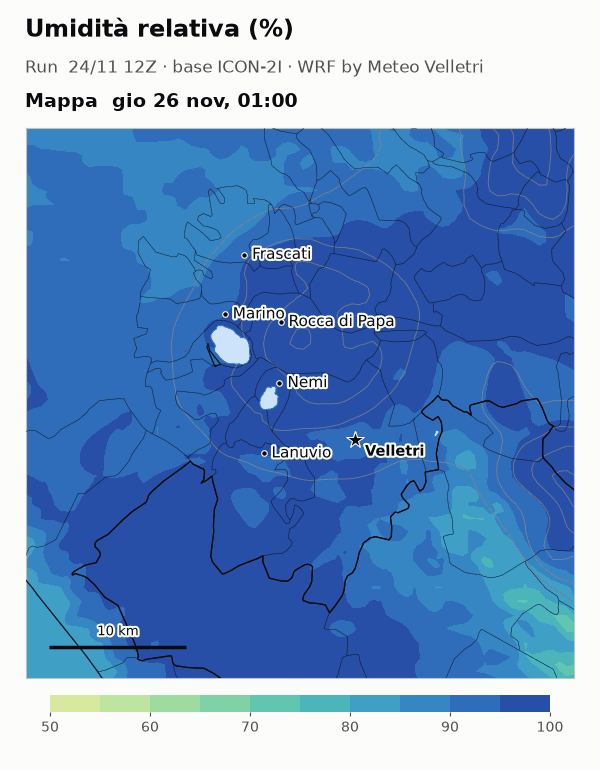 Umidità relativa (%)
Run  24/11 12Z · base ICON-2I · WRF by Meteo Velletri
Mappa  gio 26 nov, 01:00
Frascati
Marino
Rocca di Papa
Nemi
Velletri
Lanuvio
10 km
50 60 70 80 90 100